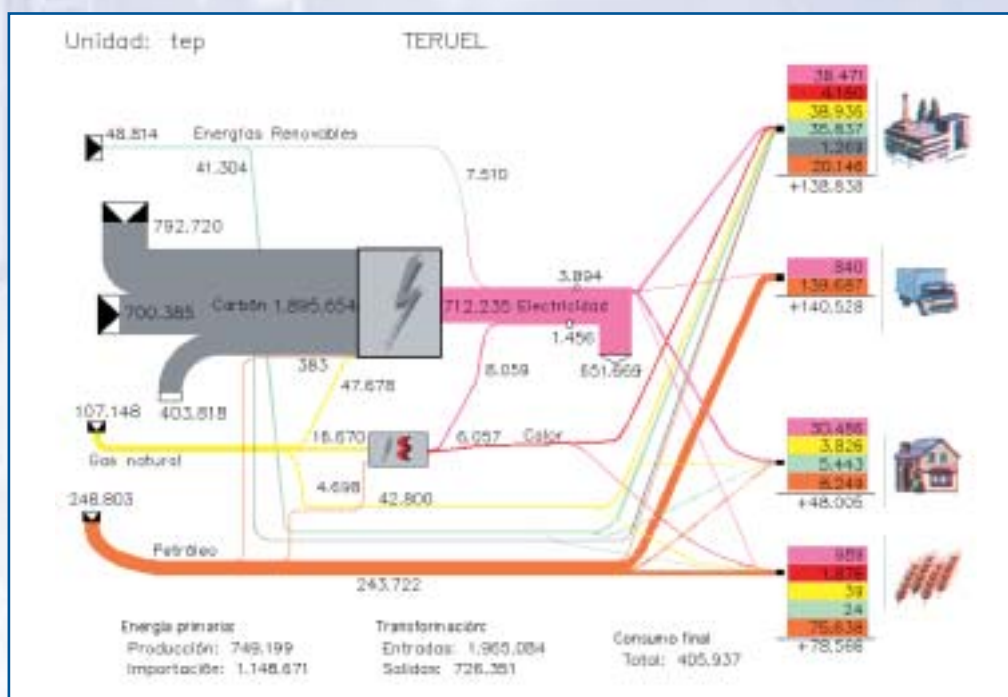 Unidad: tep
TERUEL
48.814
Energías Renovables
41.304
7.510
792.720
700.385
Carbón 1.895.654
712.235 Electricidad
3.894
1.456
651.669
383
47.678
8.059
403.818
107.148
Gas natural
16.670
6.057
Calor
4.698
42.800
248.803
Petróleo
243.722
38.471
4.180
38.936
35.837
1.269
20.146
+138.838
840
139.687
+140.528
30.486
3.826
5.443
8.249
+48.005
989
1.876
39
24
75.638
+78.566
Energía primaria:
Producción: 749.199
Importación: 1.148.671
Transformación:
Entradas: 1.965.084
Salidas: 726.351
Consumo final
Total: 405.937